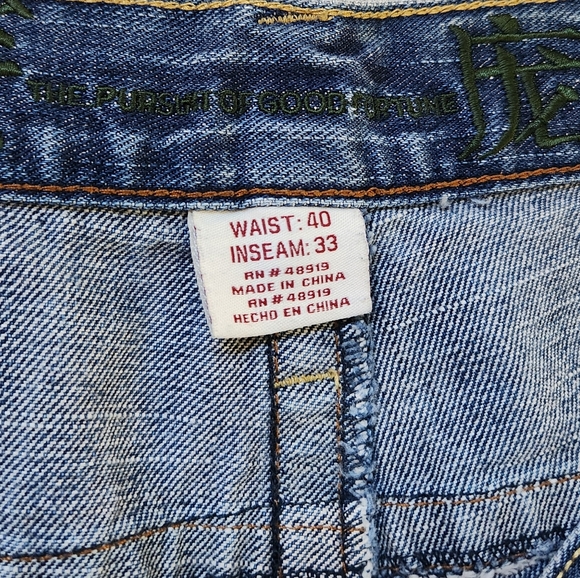 THE PURSUIT OF GOOD FORTUNE
WAIST: 40
INSEAM: 33
RN # 48919
MADE IN CHINA
RN # 48919
HECHO EN CHINA